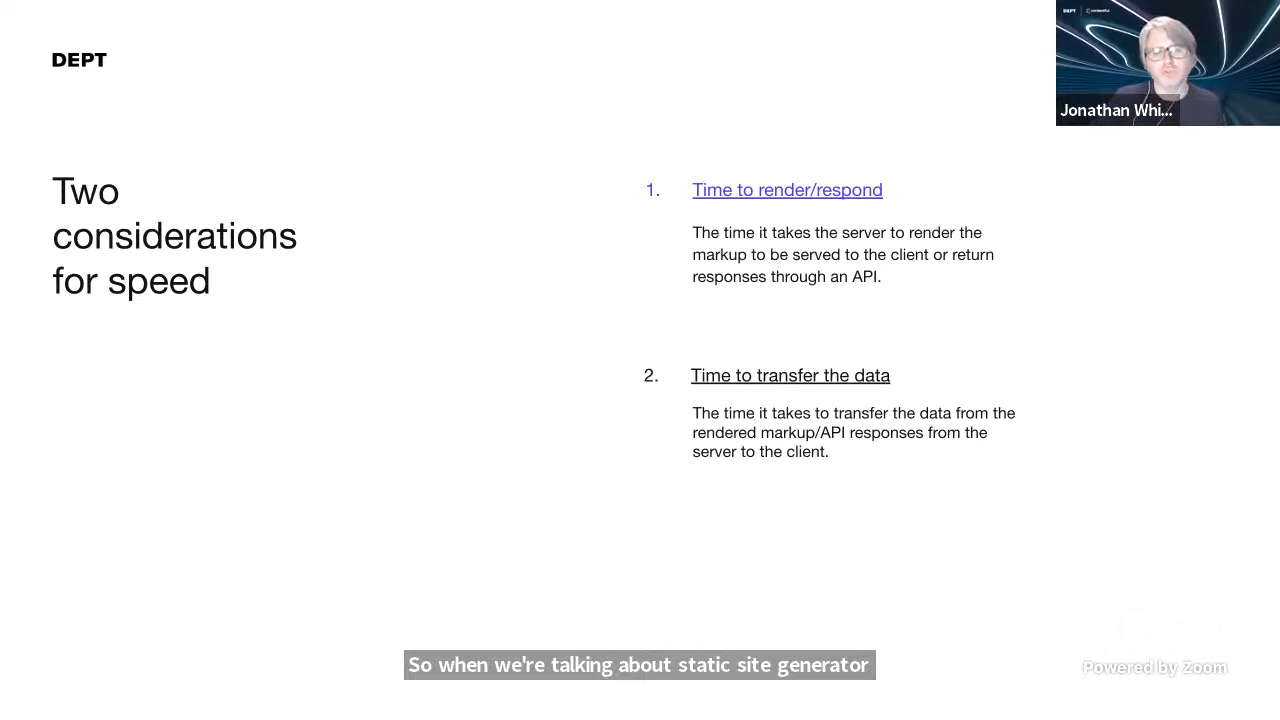 DEPT
DEPT
contentful
Jonathan Whi...
Two
considerations
for speed
1. Time to render/respond
The time it takes the server to render the
markup to be served to the client or return
responses through an API.
2. Time to transfer the data
The time it takes to transfer the data from the
rendered markup/API responses from the
server to the client.
So when we're talking about static site generator
Powered by Zoom